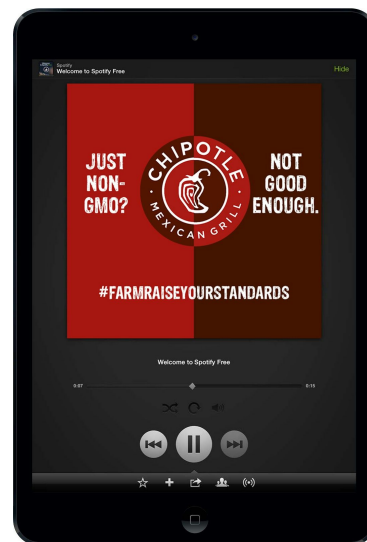 Spotify
Welcome to Spotify Free
Hide
JUST
NON-
GMO?
CHIPOTLE
MEXICAN GRILL
NOT
GOOD
ENOUGH.
#FARMRAISEYOURSTANDARDS
Welcome to Spotify Free
0:07
0:15